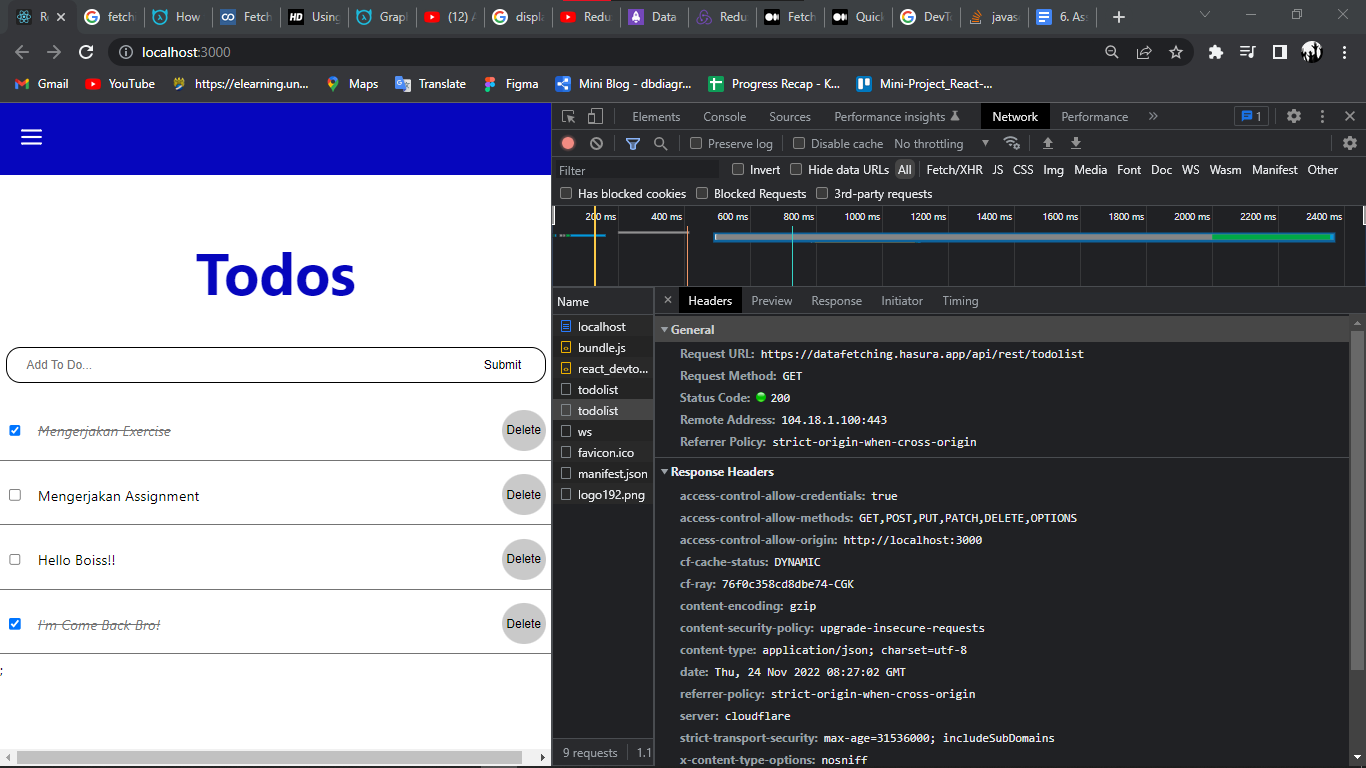 Re fetch How Fetch HD Using Grap (12) A displa Redu A Data Redu Fetch Quick DevT javas 6. As
localhost:3000
Gmail YouTube https://elearning.un... Maps Translate Figma Mini Blog - dbdiagr... Progress Recap - K... Mini-Project_React-...
Elements Console Sources Performance insights Network Performance » 1
Preserve log Disable cache No throttling
Filter Invert Hide data URLs All Fetch/XHR JS CSS Img Media Font Doc WS Wasm Manifest Other
Has blocked cookies Blocked Requests 3rd-party requests
200 ms 400 ms 600 ms 800 ms 1000 ms 1200 ms 1400 ms 1600 ms 1800 ms 2000 ms 2200 ms 2400 ms
Todos
Add To Do... Submit
Mengerjakan Exercise Delete
Mengerjakan Assignment Delete
Hello Boiss!! Delete
I'm Come Back Bro! Delete
;
Name
localhost
bundle.js
react_devto...
todolist
todolist
ws
favicon.ico
manifest.json
logo192.png
9 requests 1.1
Headers Preview Response Initiator Timing
General
Request URL: https://datafetching.hasura.app/api/rest/todolist
Request Method: GET
Status Code: 200
Remote Address: 104.18.1.100:443
Referrer Policy: strict-origin-when-cross-origin
Response Headers
access-control-allow-credentials: true
access-control-allow-methods: GET,POST,PUT,PATCH,DELETE,OPTIONS
access-control-allow-origin: http://localhost:3000
cf-cache-status: DYNAMIC
cf-ray: 76f0c358cd8dbe74-CGK
content-encoding: gzip
content-security-policy: upgrade-insecure-requests
content-type: application/json; charset=utf-8
date: Thu, 24 Nov 2022 08:27:02 GMT
referrer-policy: strict-origin-when-cross-origin
server: cloudflare
strict-transport-security: max-age=31536000; includeSubDomains
x-content-type-options: nosniff